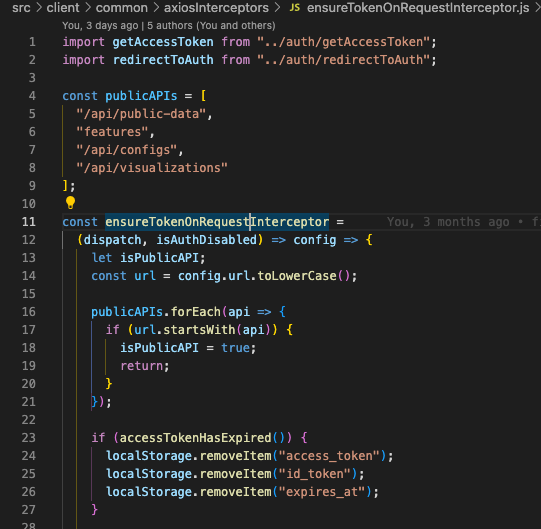 src > client > common > axiosInterceptors > JS ensureTokenOnRequestInterceptor.js >
You, 3 days ago | 5 authors (You and others)
1 import getAccessToken from "../auth/getAccessToken";
2 import redirectToAuth from "../auth/redirectToAuth";
3
4 const publicAPIs = [
5 "/api/public-data",
6 "features",
7 "/api/configs",
8 "/api/visualizations"
9 ];
10
11 const ensureTokenOnRequestInterceptor = You, 3 months ago • f
12 (dispatch, isAuthDisabled) => config => {
13 let isPublicAPI;
14 const url = config.url.toLowerCase();
15
16 publicAPIs.forEach(api => {
17 if (url.startsWith(api)) {
18 isPublicAPI = true;
19 return;
20 }
21 });
22
23 if (accessTokenHasExpired()) {
24 localStorage.removeItem("access_token");
25 localStorage.removeItem("id_token");
26 localStorage.removeItem("expires_at");
27 }
28